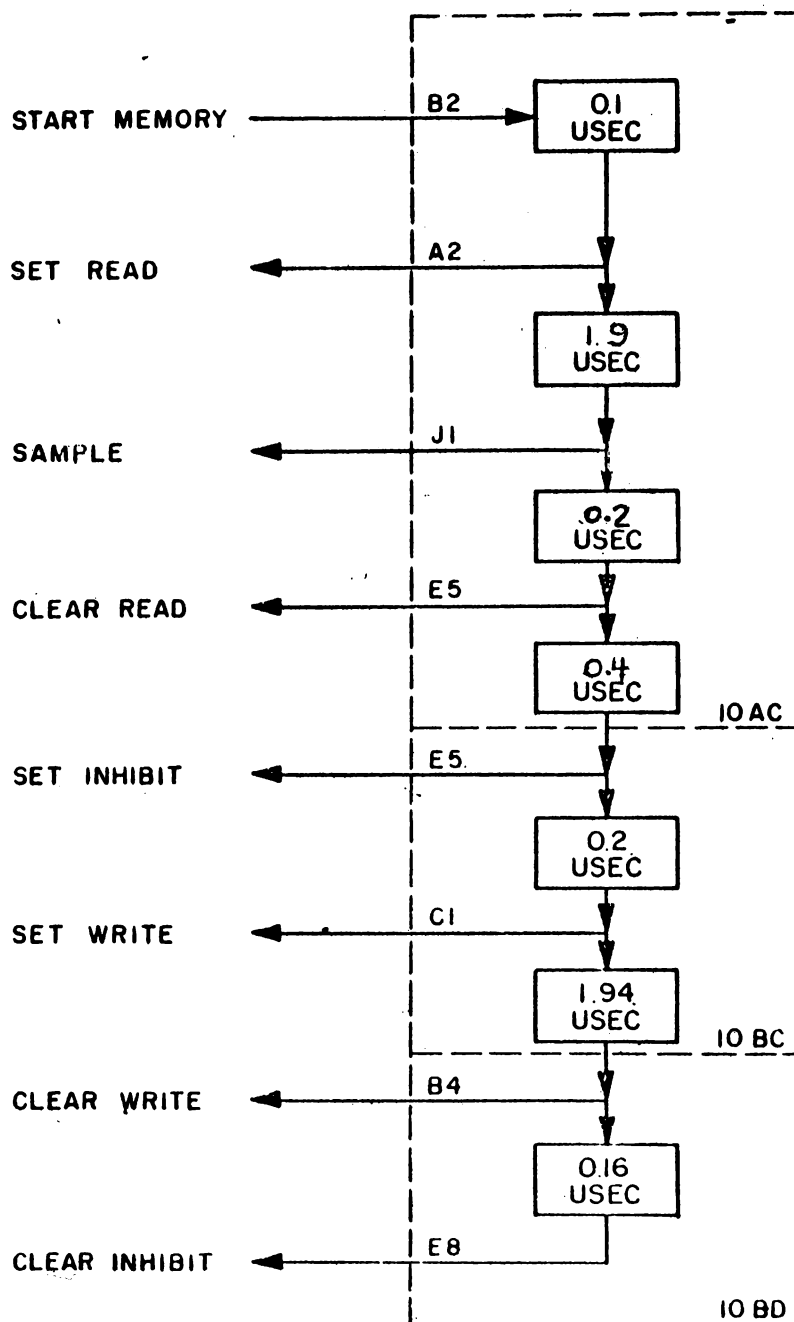 START MEMORY
B2
0.1
USEC
SET READ
A2
1.9
USEC
SAMPLE
J1
0.2
USEC
CLEAR READ
E5
0.4
USEC
10 AC
SET INHIBIT
E5
0.2
USEC
SET WRITE
C1
1.94
USEC
10 BC
CLEAR WRITE
B4
0.16
USEC
CLEAR INHIBIT
E8
10 BD